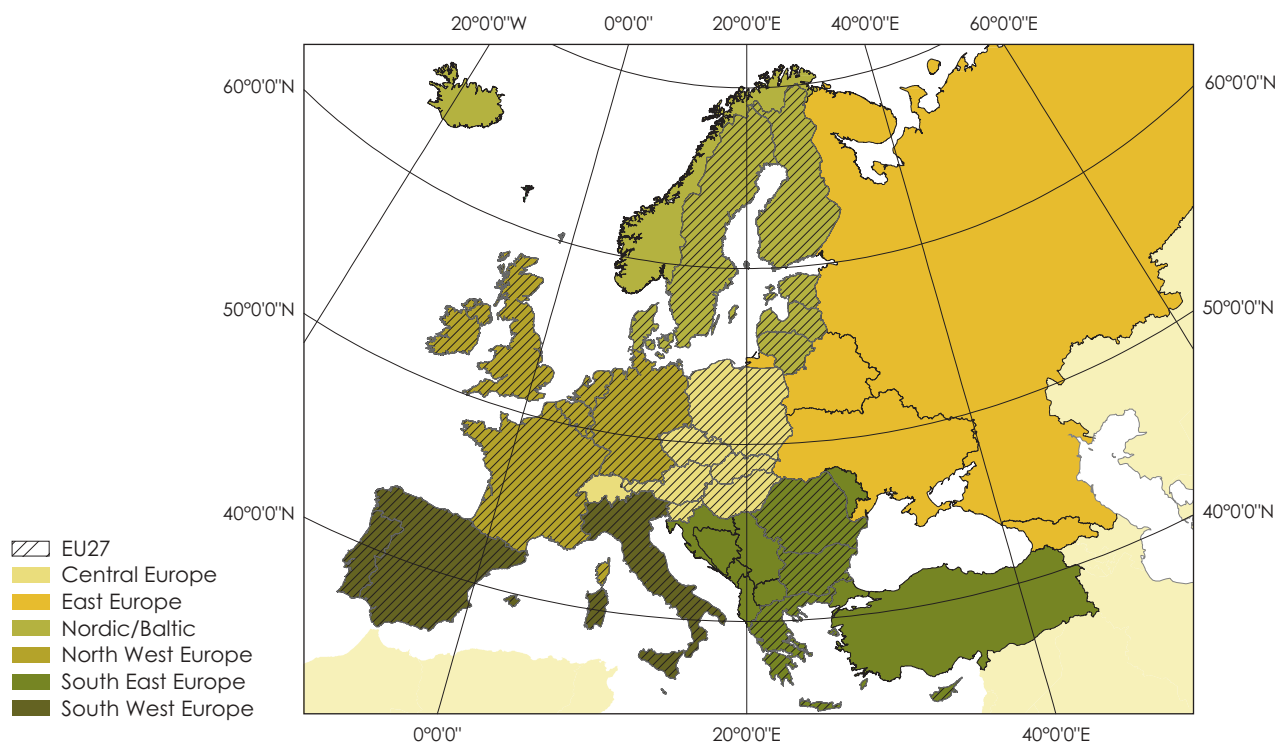 20°0'0"W 0°0'0" 20°0'0"E 40°0'0"E 60°0'0"E
60°0'0"N 60°0'0"N
50°0'0"N 50°0'0"N
40°0'0"N 40°0'0"N
EU27
Central Europe
East Europe
Nordic/Baltic
North West Europe
South East Europe
South West Europe
0°0'0" 20°0'0"E 40°0'0"E